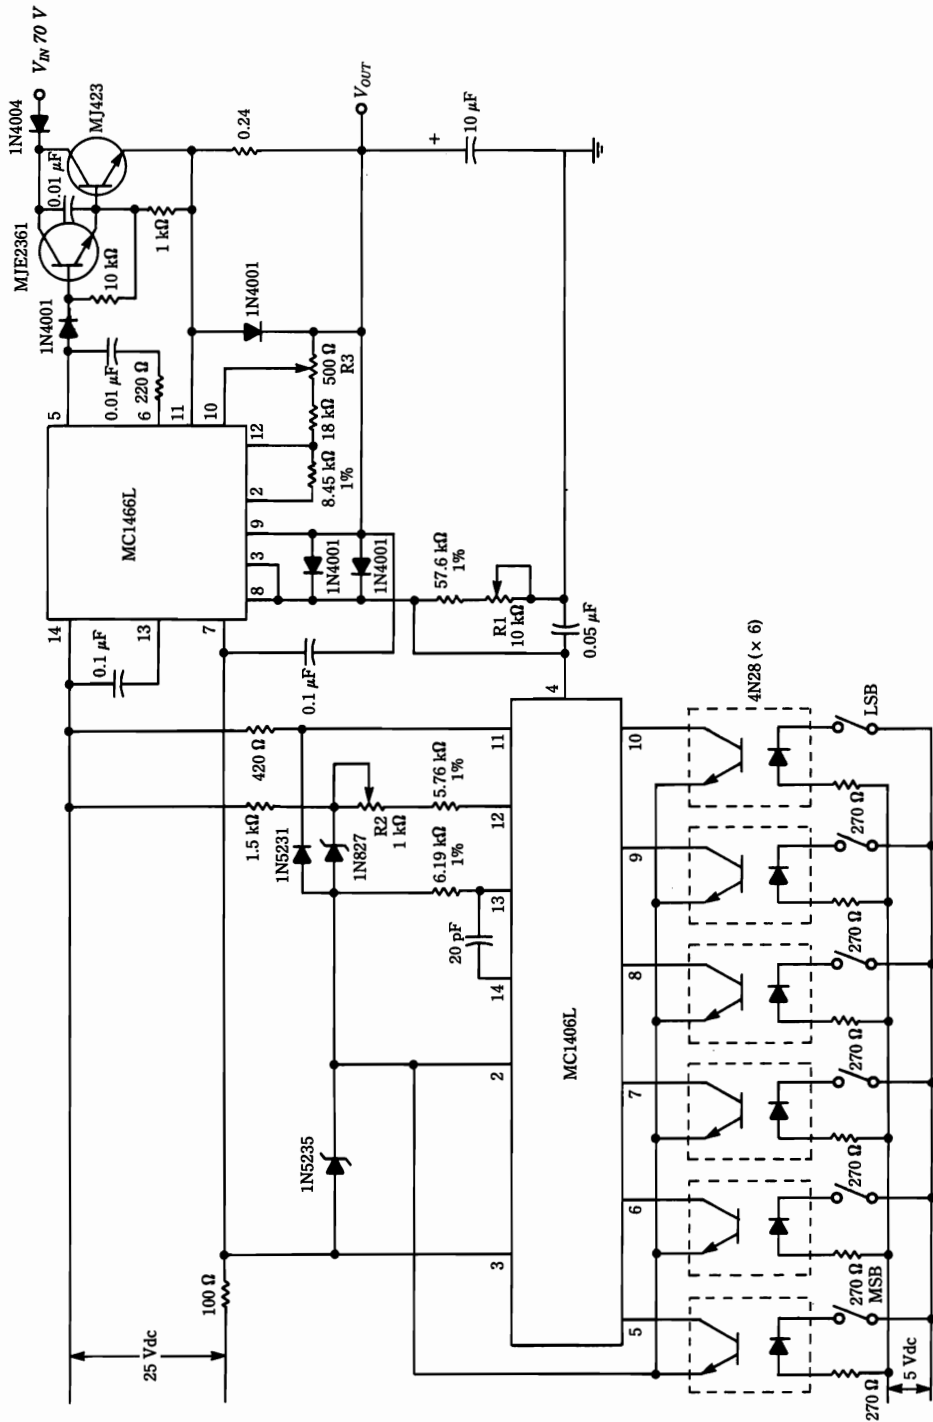 1N4004
V_IN 70 V
MJE2361
0.01 µF
MJ423
1N4001
10 kΩ
1 kΩ
0.24
V_OUT
+
10 µF
0.01 µF
220 Ω
1N4001
500 Ω
R3
18 kΩ
8.45 kΩ
1%
5
6
11
10
12
2
9
3
8
14
13
7
MC1466L
0.1 µF
0.1 µF
1N4001
1N4001
57.6 kΩ
1%
R1
10 kΩ
0.05 µF
420 Ω
1.5 kΩ
1N5231
1N827
R2
1 kΩ
5.76 kΩ
1%
6.19 kΩ
1%
20 pF
1N5235
100 Ω
25 Vdc
4
11
12
13
14
2
3
MC1406L
10
9
8
7
6
5
4N28 (× 6)
LSB
270 Ω
270 Ω
270 Ω
270 Ω
270 Ω
MSB
270 Ω
5 Vdc